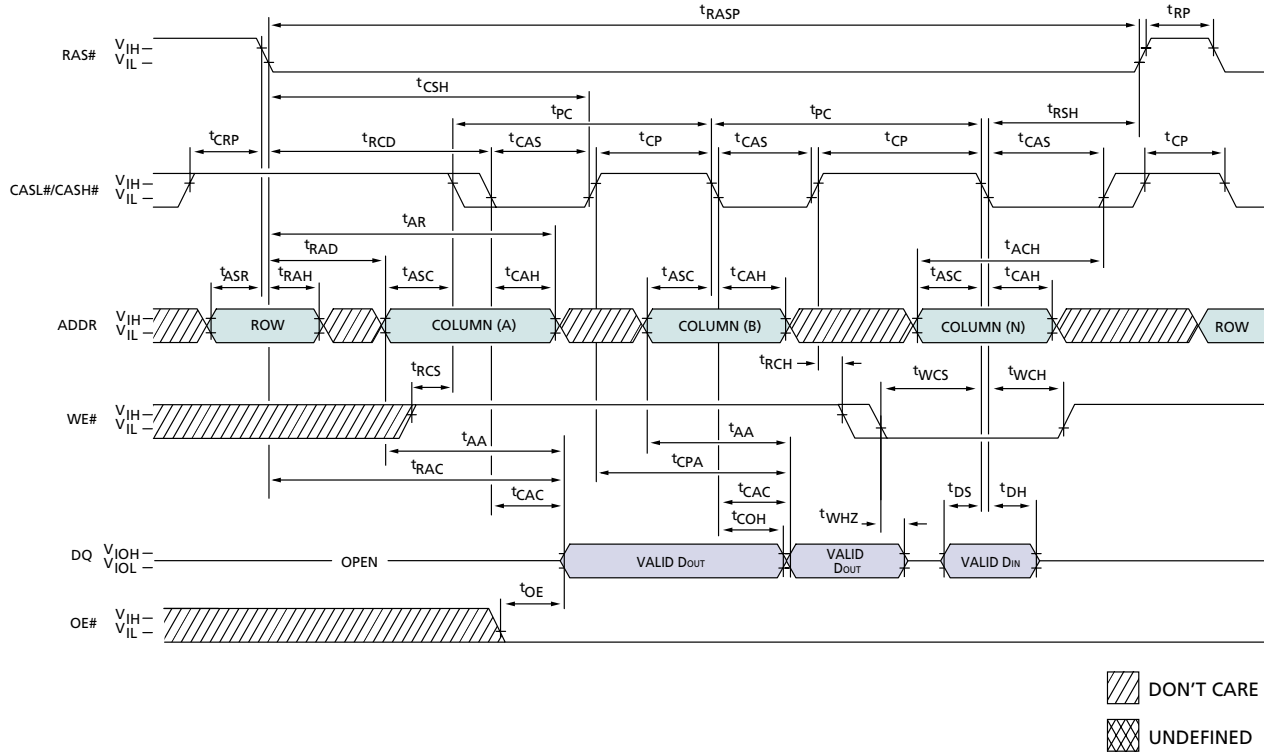 tRASP tRP
RAS# VIH
VIL
tCSH
tPC tPC tRSH
tCRP tRCD tCAS tCP tCAS tCP tCAS tCP
CASL#/CASH# VIH
VIL
tAR
tRAD tACH
tASR tRAH tASC tCAH tASC tCAH tASC tCAH
ADDR VIH
VIL
ROW COLUMN (A) COLUMN (B) COLUMN (N) ROW
tRCS tRCH tWCS tWCH
WE# VIH
VIL
tAA tAA
tRAC tCPA
tCAC tCAC tDS tDH
tCOH tWHZ
DQ VIOH
VIOL
OPEN VALID DOUT VALID
DOUT VALID DIN
tOE
OE# VIH
VIL
DON'T CARE
UNDEFINED